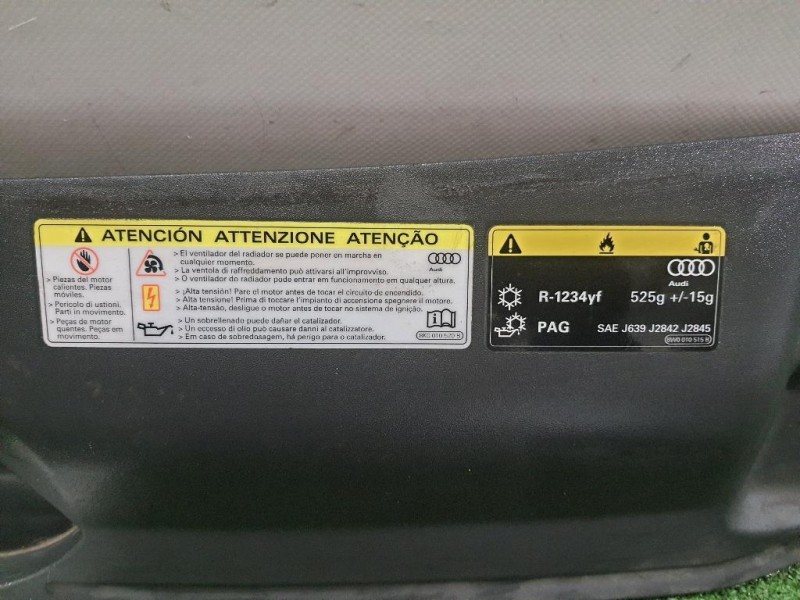 ATENCIÓN ATTENZIONE ATENÇÃO
> Piezas del motor
calientes. Piezas
móviles.
> Pericolo di ustioni.
Parti in movimento.
> Peças de motor
quentes. Peças em
movimento.
> El ventilador del radiador se puede poner en marcha en
cualquier momento.
> La ventola di raffreddamento può attivarsi all'improvviso.
> O ventilador do radiador pode entrar em funcionamento em qualquer altura.
> ¡Alta tensión! Pare el motor antes de tocar el circuito de encendido.
> Alta tensione! Prima di toccare l'impianto di accensione spegnere il motore.
> Alta-tensão, desligue o motor antes de tocar no sistema de ignição.
> Un sobrellenado puede dañar el catalizador.
> Un eccesso di olio può causare danni al catalizzatore.
> Em caso de sobredosagem, há perigo para o catalizador.
Audi
8K0 010 522 B
Audi
R-1234yf 525g +/-15g
PAG SAE J639 J2842 J2845
8W0 010 575 R